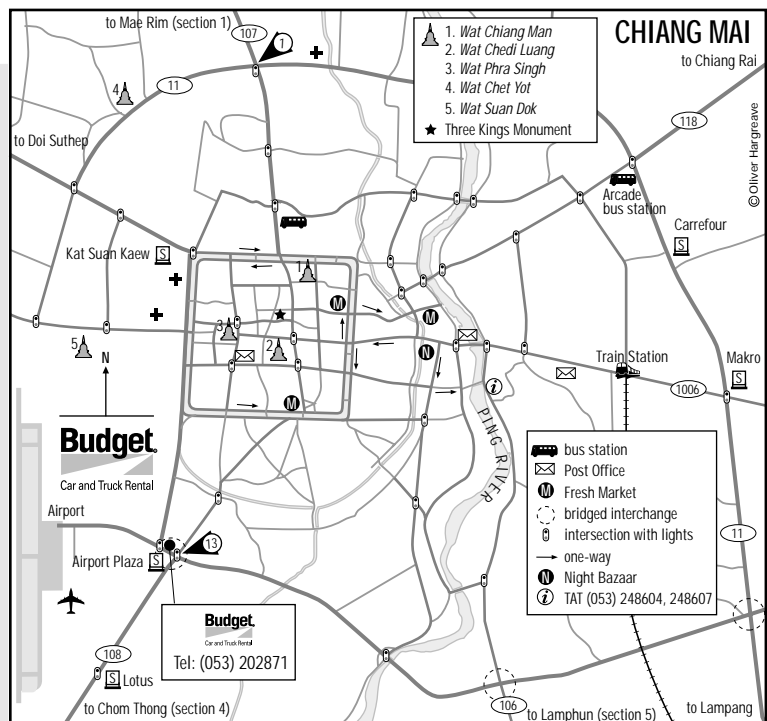 to Mae Rim (section 1)
107
1
CHIANG MAI
to Chiang Rai
1. Wat Chiang Man
2. Wat Chedi Luang
3. Wat Phra Singh
4. Wat Chet Yot
5. Wat Suan Dok
Three Kings Monument
4
11
118
to Doi Suthep
© Oliver Hargreave
Arcade
bus station
Carrefour
S
Kat Suan Kaew
S
1
M
M
3
2
5
N
N
Train Station
Makro
S
1006
i
M
PING RIVER
Budget®
Car and Truck Rental
bus station
Post Office
M Fresh Market
bridged interchange
intersection with lights
one-way
N Night Bazaar
i TAT (053) 248604, 248607
Airport
13
11
Airport Plaza
S
Budget®
Car and Truck Rental
Tel: (053) 202871
108
S
Lotus
106
to Chom Thong (section 4)
to Lamphun (section 5)
to Lampang